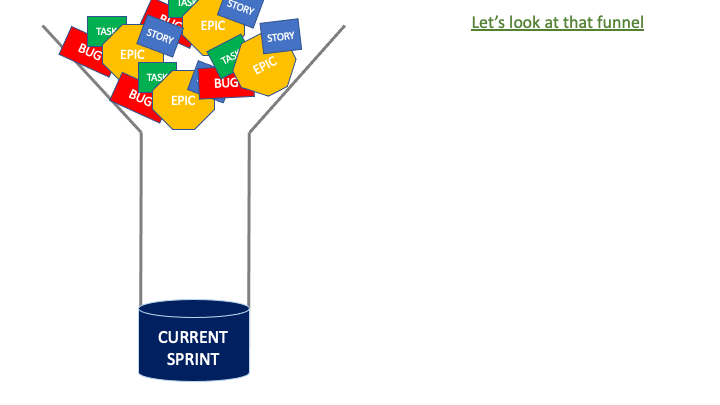 Let's look at that funnel
TASK
BUG
EPIC
STORY
BUG
TASK
EPIC
STORY
BUG
TASK
EPIC
BUG
TASK
EPIC
STORY
CURRENT
SPRINT